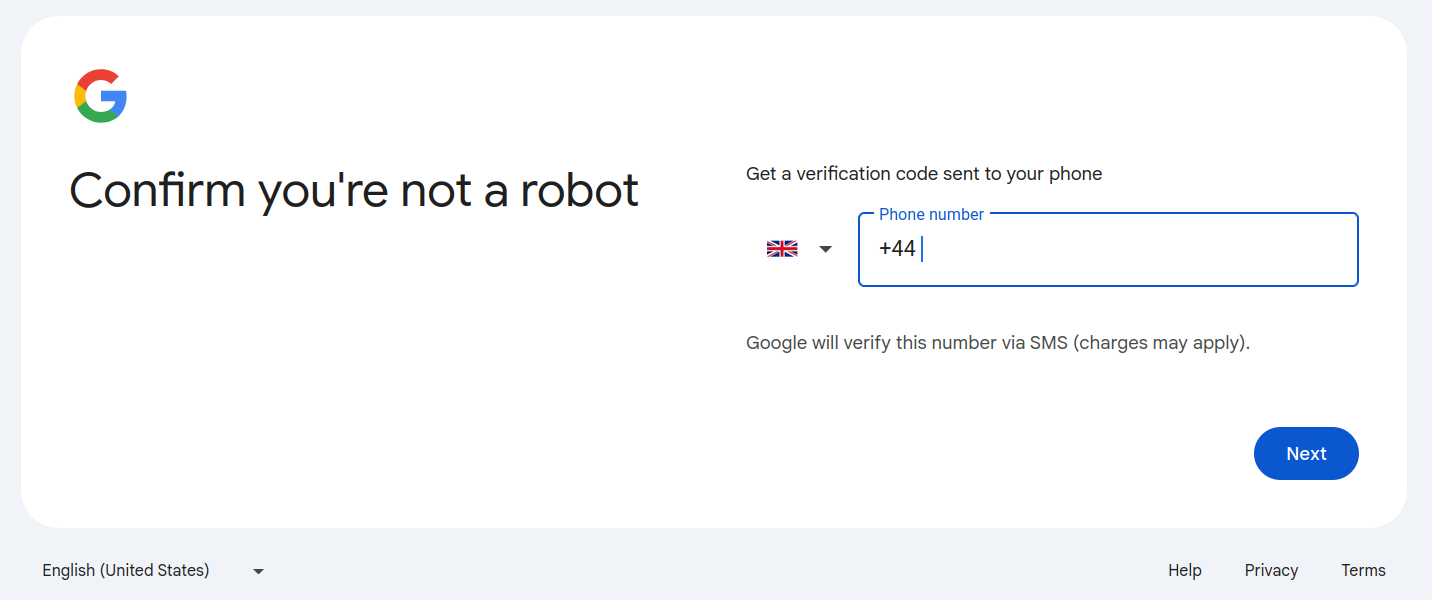 Confirm you're not a robot
Get a verification code sent to your phone
Phone number
+44
Google will verify this number via SMS (charges may apply).
Next
English (United States)
Help
Privacy
Terms